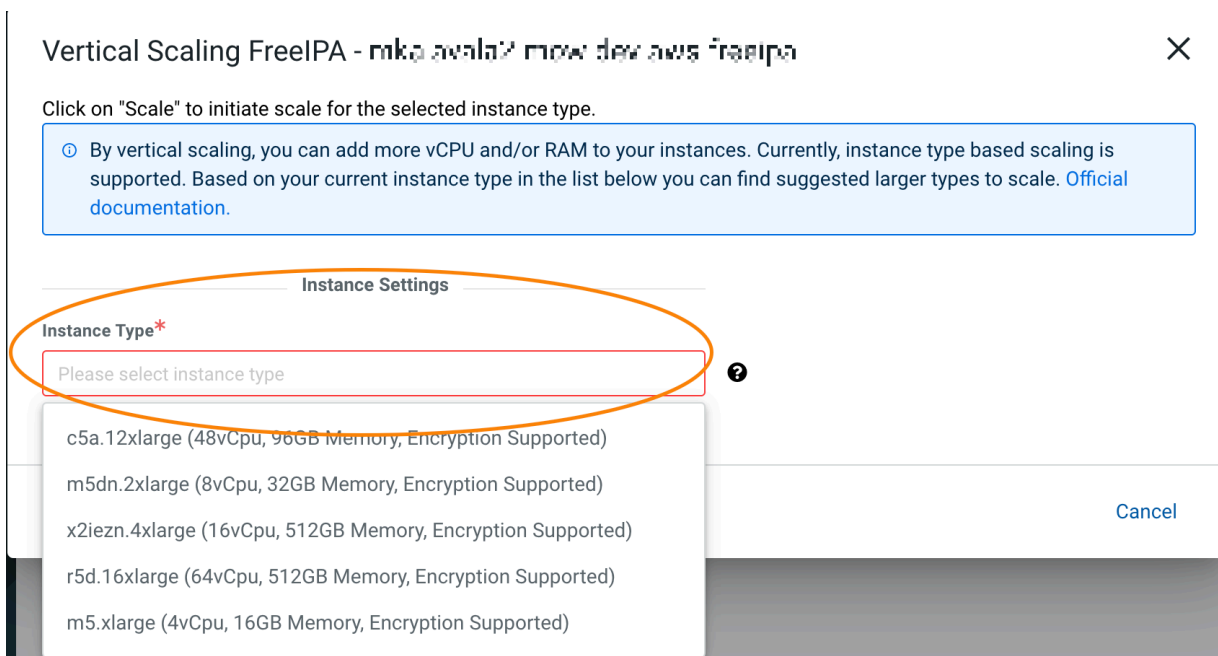 Vertical Scaling FreeIPA -
Click on "Scale" to initiate scale for the selected instance type.
By vertical scaling, you can add more vCPU and/or RAM to your instances. Currently, instance type based scaling is
supported. Based on your current instance type in the list below you can find suggested larger types to scale. Official
documentation.
Instance Settings
Instance Type*
Please select instance type
c5a.12xlarge (48vCpu, 96GB Memory, Encryption Supported)
m5dn.2xlarge (8vCpu, 32GB Memory, Encryption Supported)
x2iezn.4xlarge (16vCpu, 512GB Memory, Encryption Supported)
Cancel
r5d.16xlarge (64vCpu, 512GB Memory, Encryption Supported)
m5.xlarge (4vCpu, 16GB Memory, Encryption Supported)